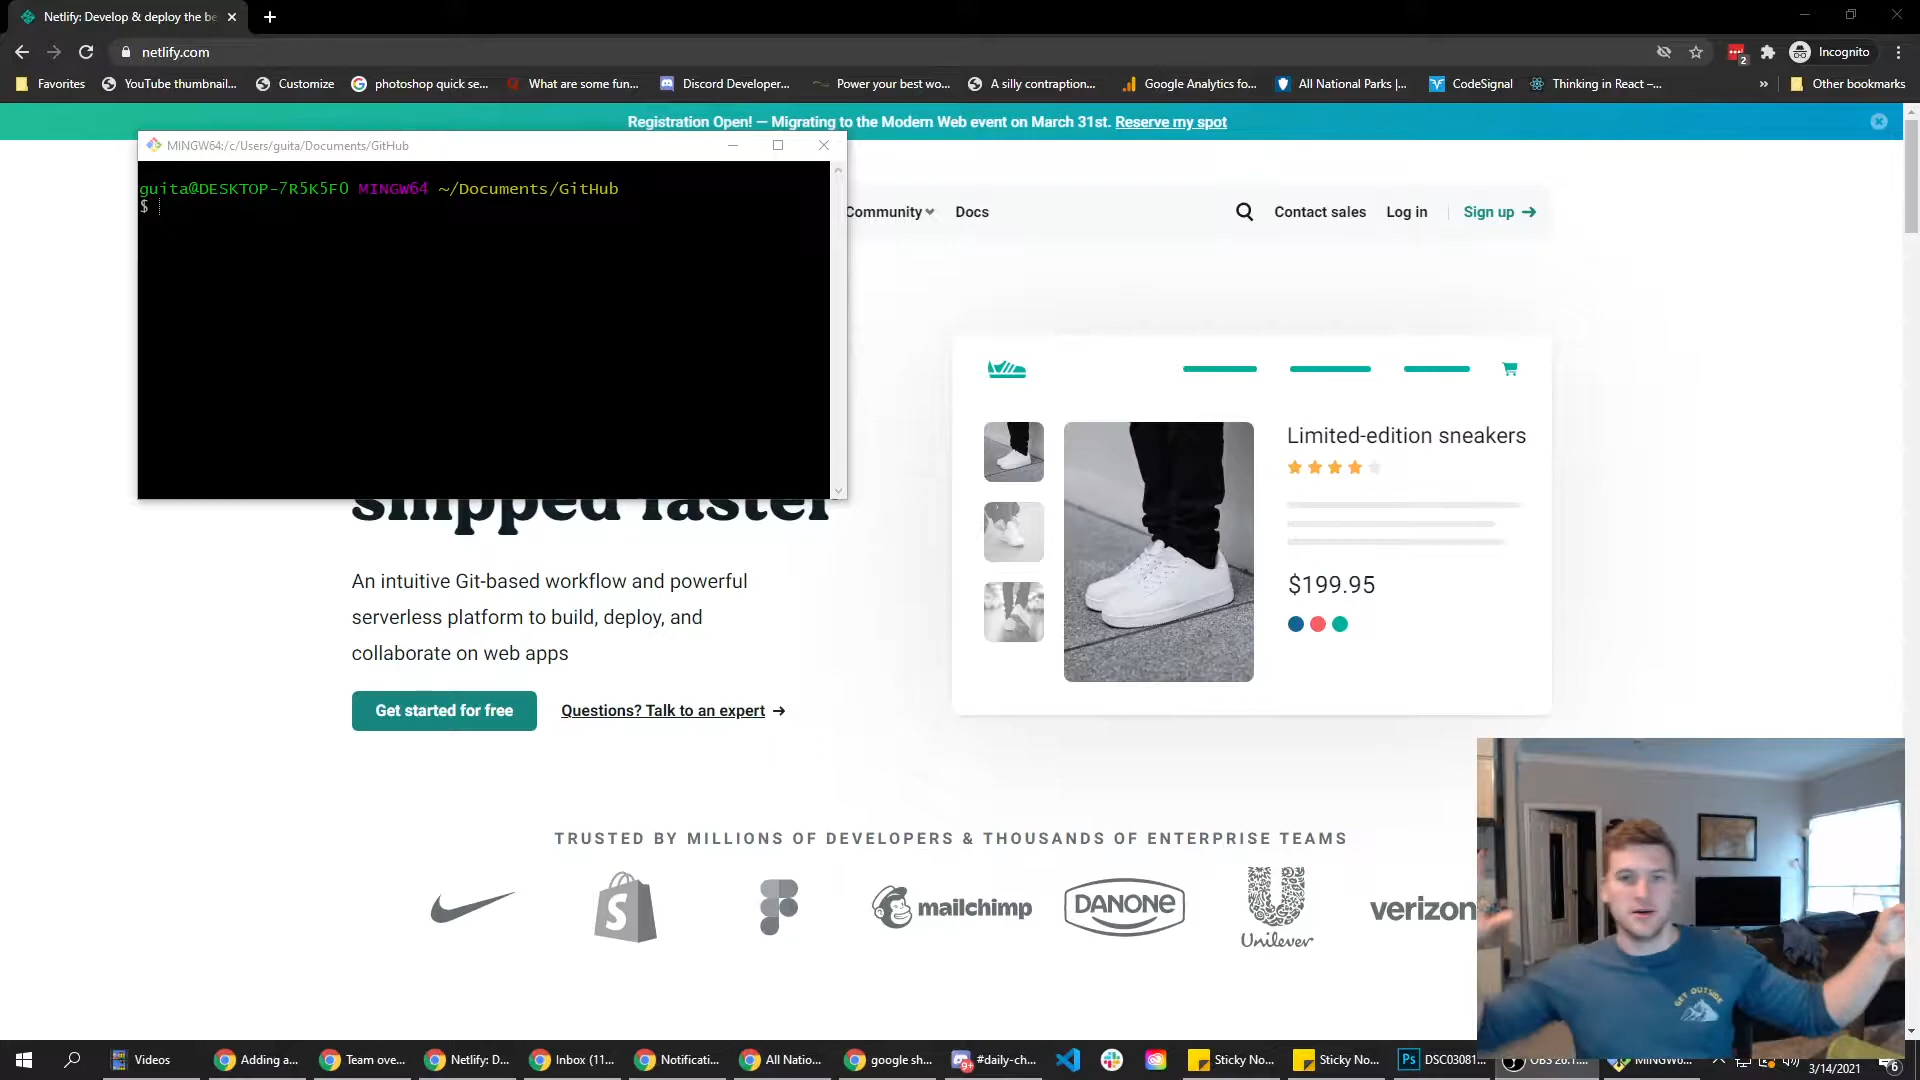 Netlify: Develop & deploy the be
netlify.com
2
Incognito
Favorites
YouTube thumbnail...
Customize
photoshop quick se...
What are some fun...
Discord Developer...
Power your best wo...
A silly contraption...
Google Analytics fo...
All National Parks |...
CodeSignal
Thinking in React –...
»
Other bookmarks
Registration Open! — Migrating to the Modern Web event on March 31st. Reserve my spot
MINGW64:/c/Users/guita/Documents/GitHub
guita@DESKTOP-7R5K5FO MINGW64 ~/Documents/GitHub
$
Community
Docs
Contact sales
Log in
Sign up →
shipped faster
An intuitive Git-based workflow and powerful
serverless platform to build, deploy, and
collaborate on web apps
Get started for free
Questions? Talk to an expert →
Limited-edition sneakers
$199.95
TRUSTED BY MILLIONS OF DEVELOPERS & THOUSANDS OF ENTERPRISE TEAMS
mailchimp
DANONE
Unilever
verizon
GET OUTSIDE
Videos
Adding a...
Team ove...
Netlify: D...
Inbox (11...
Notificati...
All Natio...
google sh...
9+
#daily-ch...
Sticky No...
Sticky No...
Ps
DSC03081...
OBS 26.1...
MINGW6...
3/14/2021
6